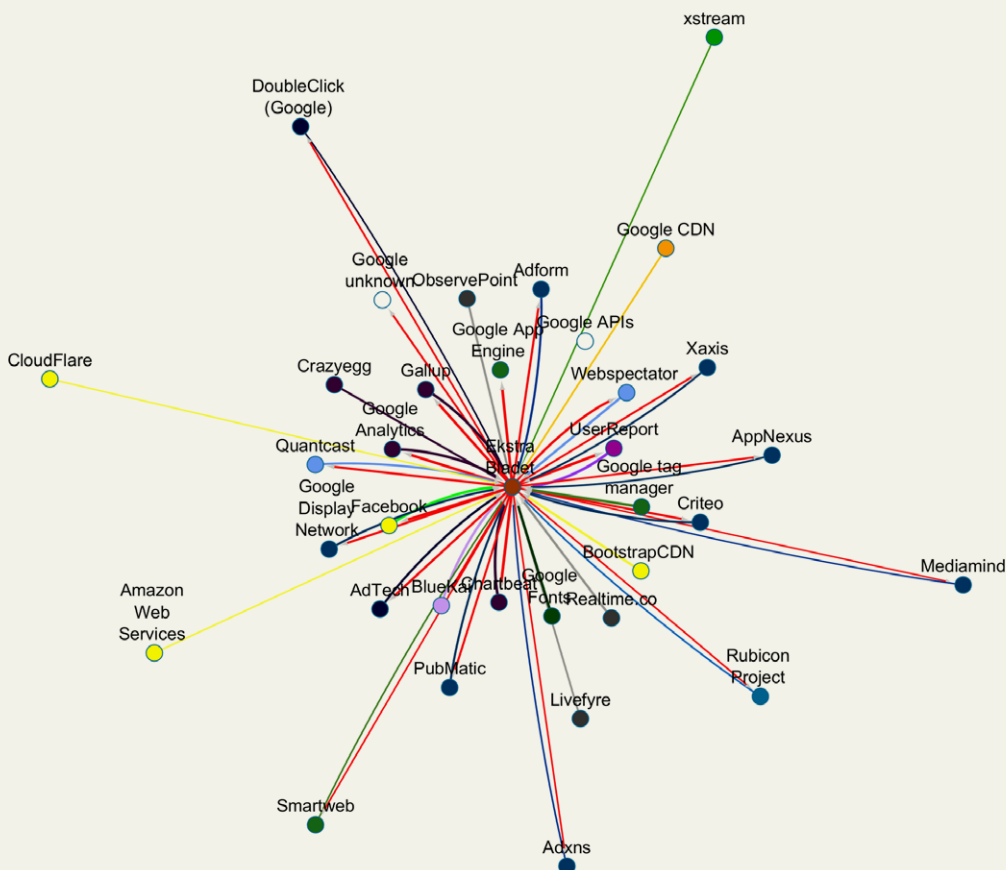 xstream
DoubleClick
(Google)
Google CDN
Google
unknown
ObservePoint
Adform
Google APIs
Google App
Engine
CloudFlare
Crazyegg
Gallup
Webspectator
Xaxis
Google
Analytics
Ekstra
Bladet
UserReport
AppNexus
Quantcast
Google tag
manager
Google
Display
Network
Facebook
Criteo
BootstrapCDN
Mediamind
Amazon
Web
Services
AdTech
BlueKai
Chartbeat
Google
Fonts
Realtime.co
PubMatic
Rubicon
Project
Livefyre
Smartweb
Adxns